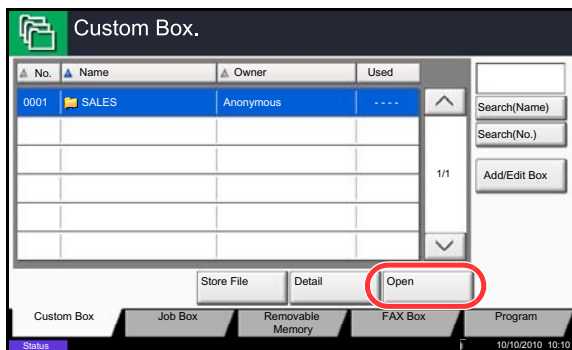 Custom Box.
No. Name Owner Used
0001 SALES Anonymous ----
Search(Name)
Search(No.)
1/1
Add/Edit Box
Store File Detail Open
Custom Box Job Box Removable Memory FAX Box Program
Status 10/10/2010 10:10